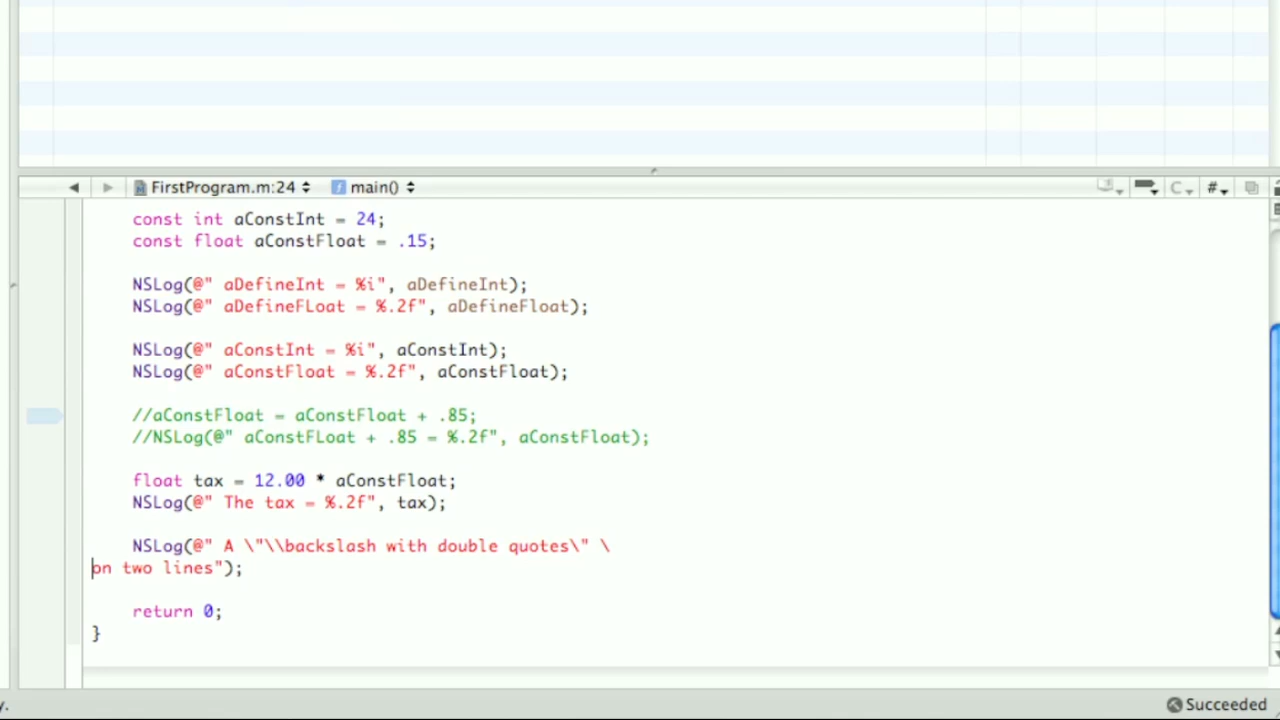 FirstProgram.m:24 main() C #
const int aConstInt = 24;
const float aConstFloat = .15;
NSLog(@" aDefineInt = %i", aDefineInt);
NSLog(@" aDefineFLoat = %.2f", aDefineFloat);
NSLog(@" aConstInt = %i", aConstInt);
NSLog(@" aConstFloat = %.2f", aConstFloat);
//aConstFloat = aConstFloat + .85;
//NSLog(@" aConstFLoat + .85 = %.2f", aConstFloat);
float tax = 12.00 * aConstFloat;
NSLog(@" The tax = %.2f", tax);
NSLog(@" A \"\\backslash with double quotes\" \
on two lines");
return 0;
}
y. Succeeded